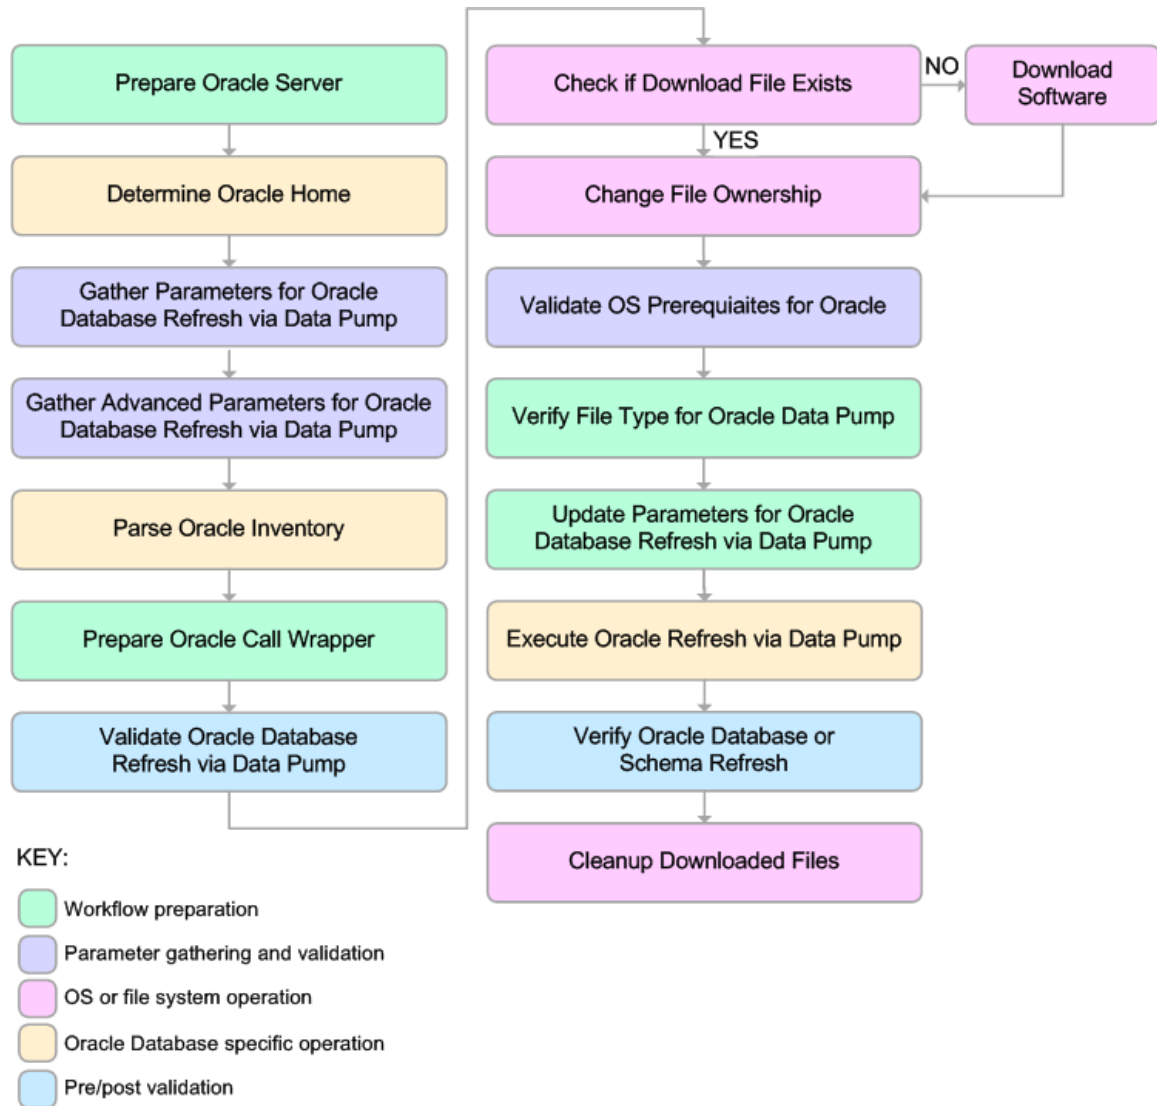 Prepare Oracle Server
Determine Oracle Home
Gather Parameters for Oracle
Database Refresh via Data Pump
Gather Advanced Parameters for Oracle
Database Refresh via Data Pump
Parse Oracle Inventory
Prepare Oracle Call Wrapper
Validate Oracle Database
Refresh via Data Pump
Check if Download File Exists
NO
Download
Software
YES
Change File Ownership
Validate OS Prerequiaites for Oracle
Verify File Type for Oracle Data Pump
Update Parameters for Oracle
Database Refresh via Data Pump
Execute Oracle Refresh via Data Pump
Verify Oracle Database or
Schema Refresh
Cleanup Downloaded Files
KEY:
Workflow preparation
Parameter gathering and validation
OS or file system operation
Oracle Database specific operation
Pre/post validation